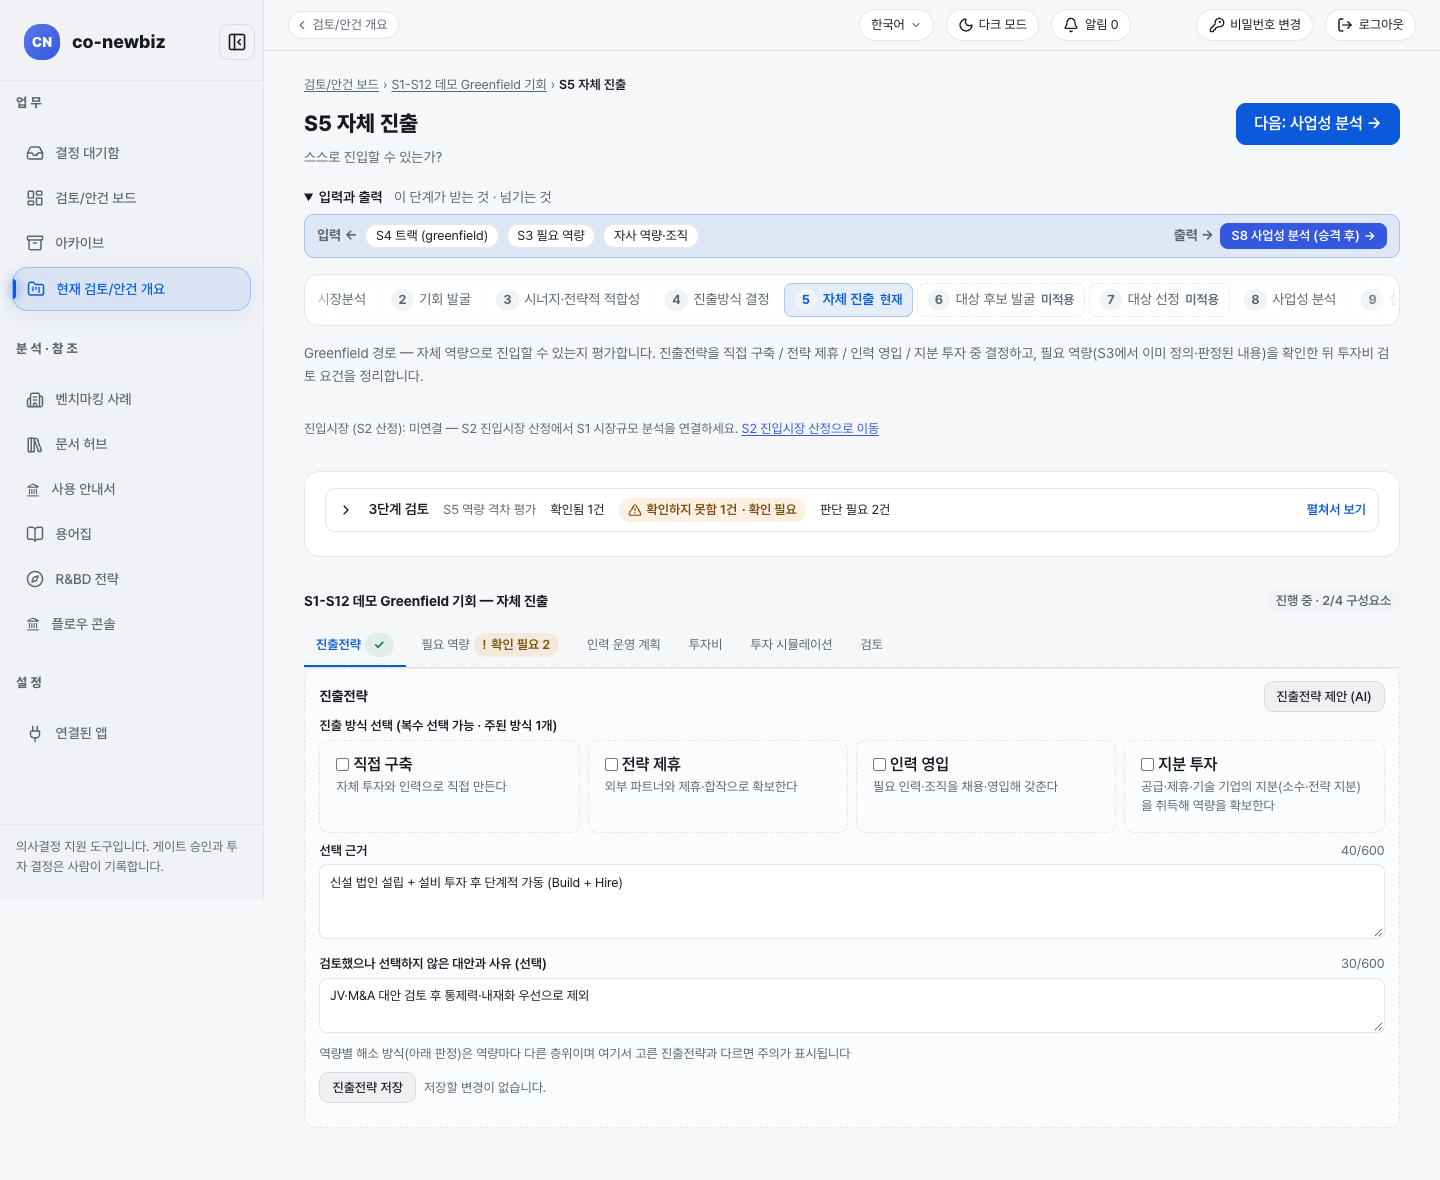 CN co-newbiz
업무
결정 대기함
검토/안건 보드
아카이브
현재 검토/안건 개요
분석·참조
벤치마킹 사례
문서 허브
사용 안내서
용어집
R&BD 전략
플로우 콘솔
설정
연결된 앱
의사결정 지원 도구입니다. 게이트 승인과 투
자 결정은 사람이 기록합니다.
검토/안건 개요
한국어
다크 모드
알림 0
비밀번호 변경
로그아웃
검토/안건 보드 › S1-S12 데모 Greenfield 기회 › S5 자체 진출
S5 자체 진출
다음: 사업성 분석 →
스스로 진입할 수 있는가?
▼ 입력과 출력 이 단계가 받는 것 · 넘기는 것
입력 ← S4 트랙 (greenfield) S3 필요 역량 자사 역량·조직 출력 → S8 사업성 분석 (승격 후) →
시장분석 2 기회 발굴 3 시너지·전략적 적합성 4 진출방식 결정 5 자체 진출 현재 6 대상 후보 발굴 미적용 7 대상 선정 미적용 8 사업성 분석 9
Greenfield 경로 — 자체 역량으로 진입할 수 있는지 평가합니다. 진출전략을 직접 구축 / 전략 제휴 / 인력 영입 / 지분 투자 중 결정하고, 필요 역량(S3에서 이미 정의·판정된 내용)을 확인한 뒤 투자비 검
토 요건을 정리합니다.
진입시장 (S2 산정): 미연결 — S2 진입시장 산정에서 S1 시장규모 분석을 연결하세요. S2 진입시장 산정으로 이동
3단계 검토 S5 역량 격차 평가 확인됨 1건 확인하지 못함 1건 · 확인 필요 판단 필요 2건 펼쳐서 보기
S1-S12 데모 Greenfield 기회 — 자체 진출
진행 중 · 2/4 구성요소
진출전략 ✓ 필요 역량 ! 확인 필요 2 인력 운영 계획 투자비 투자 시뮬레이션 검토
진출전략
진출전략 제안 (AI)
진출 방식 선택 (복수 선택 가능 · 주된 방식 1개)
직접 구축
자체 투자와 인력으로 직접 만든다
전략 제휴
외부 파트너와 제휴·합작으로 확보한다
인력 영입
필요 인력·조직을 채용·영입해 갖춘다
지분 투자
공급·제휴·기술 기업의 지분(소수·전략 지분)
을 취득해 역량을 확보한다
선택 근거 40/600
신설 법인 설립 + 설비 투자 후 단계적 가동 (Build + Hire)
검토했으나 선택하지 않은 대안과 사유 (선택) 30/600
JV·M&A 대안 검토 후 통제력·내재화 우선으로 제외
역량별 해소 방식(아래 판정)은 역량마다 다른 층위이며 여기서 고른 진출전략과 다르면 주의가 표시됩니다
진출전략 저장 저장할 변경이 없습니다.